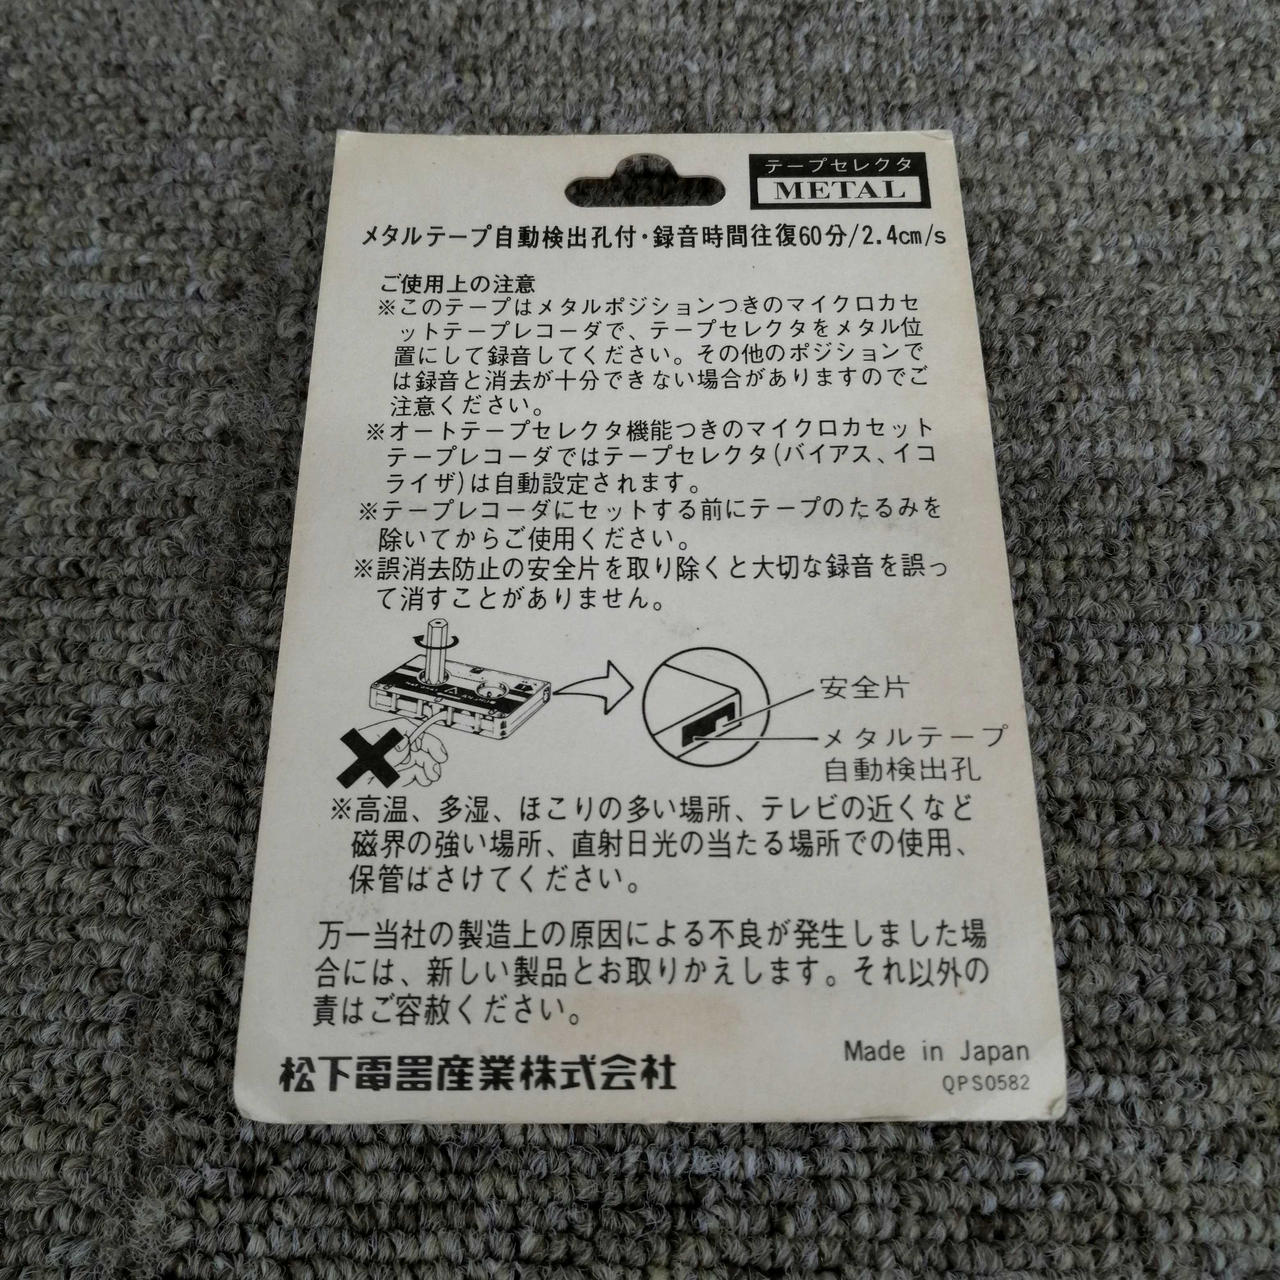 テープセレクタ
METAL
メタルテープ自動検出孔付・録音時間往復60分/2.4cm/s
ご使用上の注意
※このテープはメタルポジションつきのマイクロカセ
ットテープレコーダで、テープセレクタをメタル位
置にして録音してください。その他のポジションで
は録音と消去が十分できない場合がありますのでご
注意ください。
※オートテープセレクタ機能つきのマイクロカセット
テープレコーダではテープセレクタ(バイアス、イコ
ライザ)は自動設定されます。
※テープレコーダにセットする前にテープのたるみを
除いてからご使用ください。
※誤消去防止の安全片を取り除くと大切な録音を誤っ
て消すことがありません。
安全片
メタルテープ
自動検出孔
※高温、多湿、ほこりの多い場所、テレビの近くなど
磁界の強い場所、直射日光の当たる場所での使用、
保管はさけてください。
万一当社の製造上の原因による不良が発生しました場
合には、新しい製品とお取りかえします。それ以外の
責はご容赦ください。
松下電器産業株式会社
Made in Japan
QPS0582